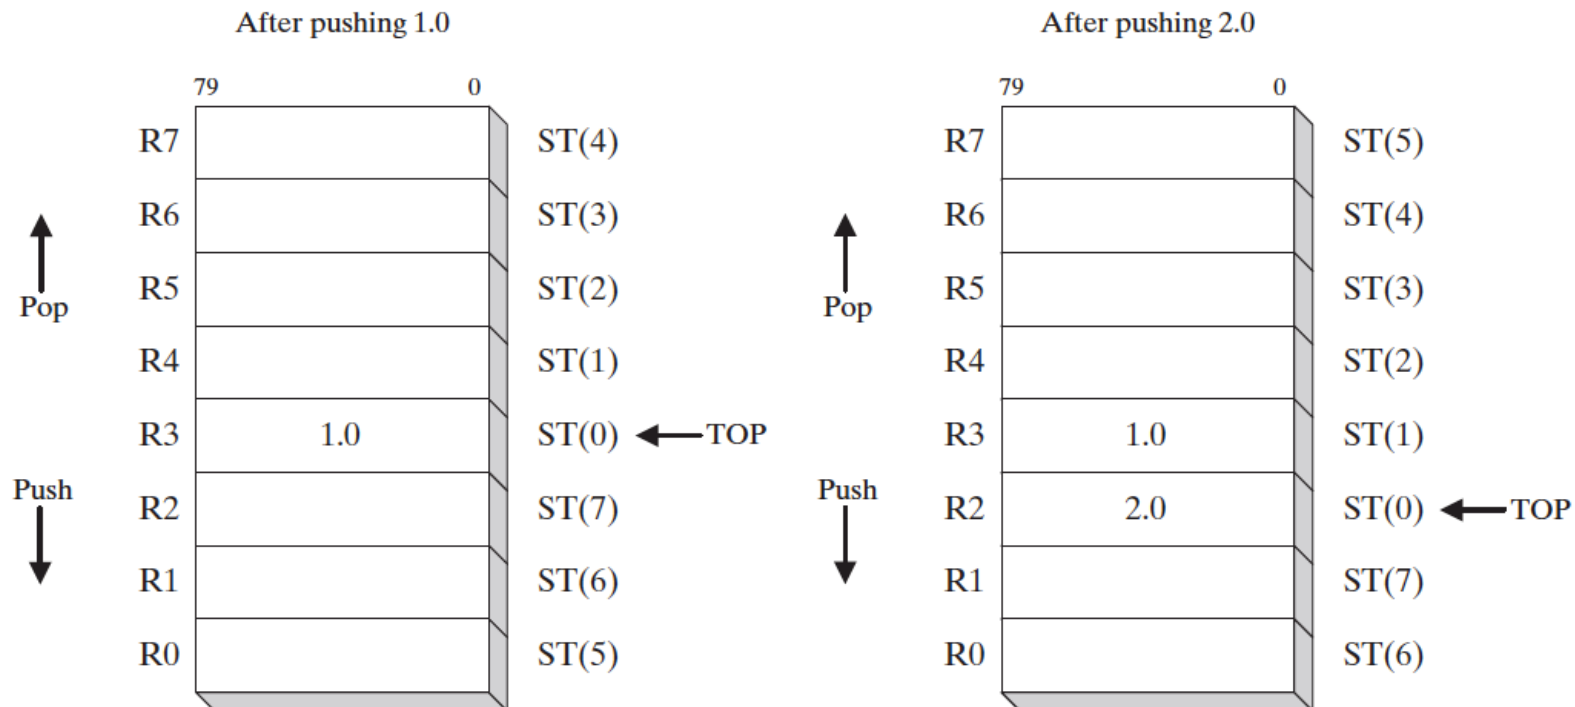 After pushing 1.0
79 0
R7 ST(4)
R6 ST(3)
Pop
R5 ST(2)
R4 ST(1)
R3 1.0 ST(0) TOP
Push
R2 ST(7)
R1 ST(6)
R0 ST(5)
After pushing 2.0
79 0
R7 ST(5)
R6 ST(4)
Pop
R5 ST(3)
R4 ST(2)
R3 1.0 ST(1)
Push
R2 2.0 ST(0) TOP
R1 ST(7)
R0 ST(6)